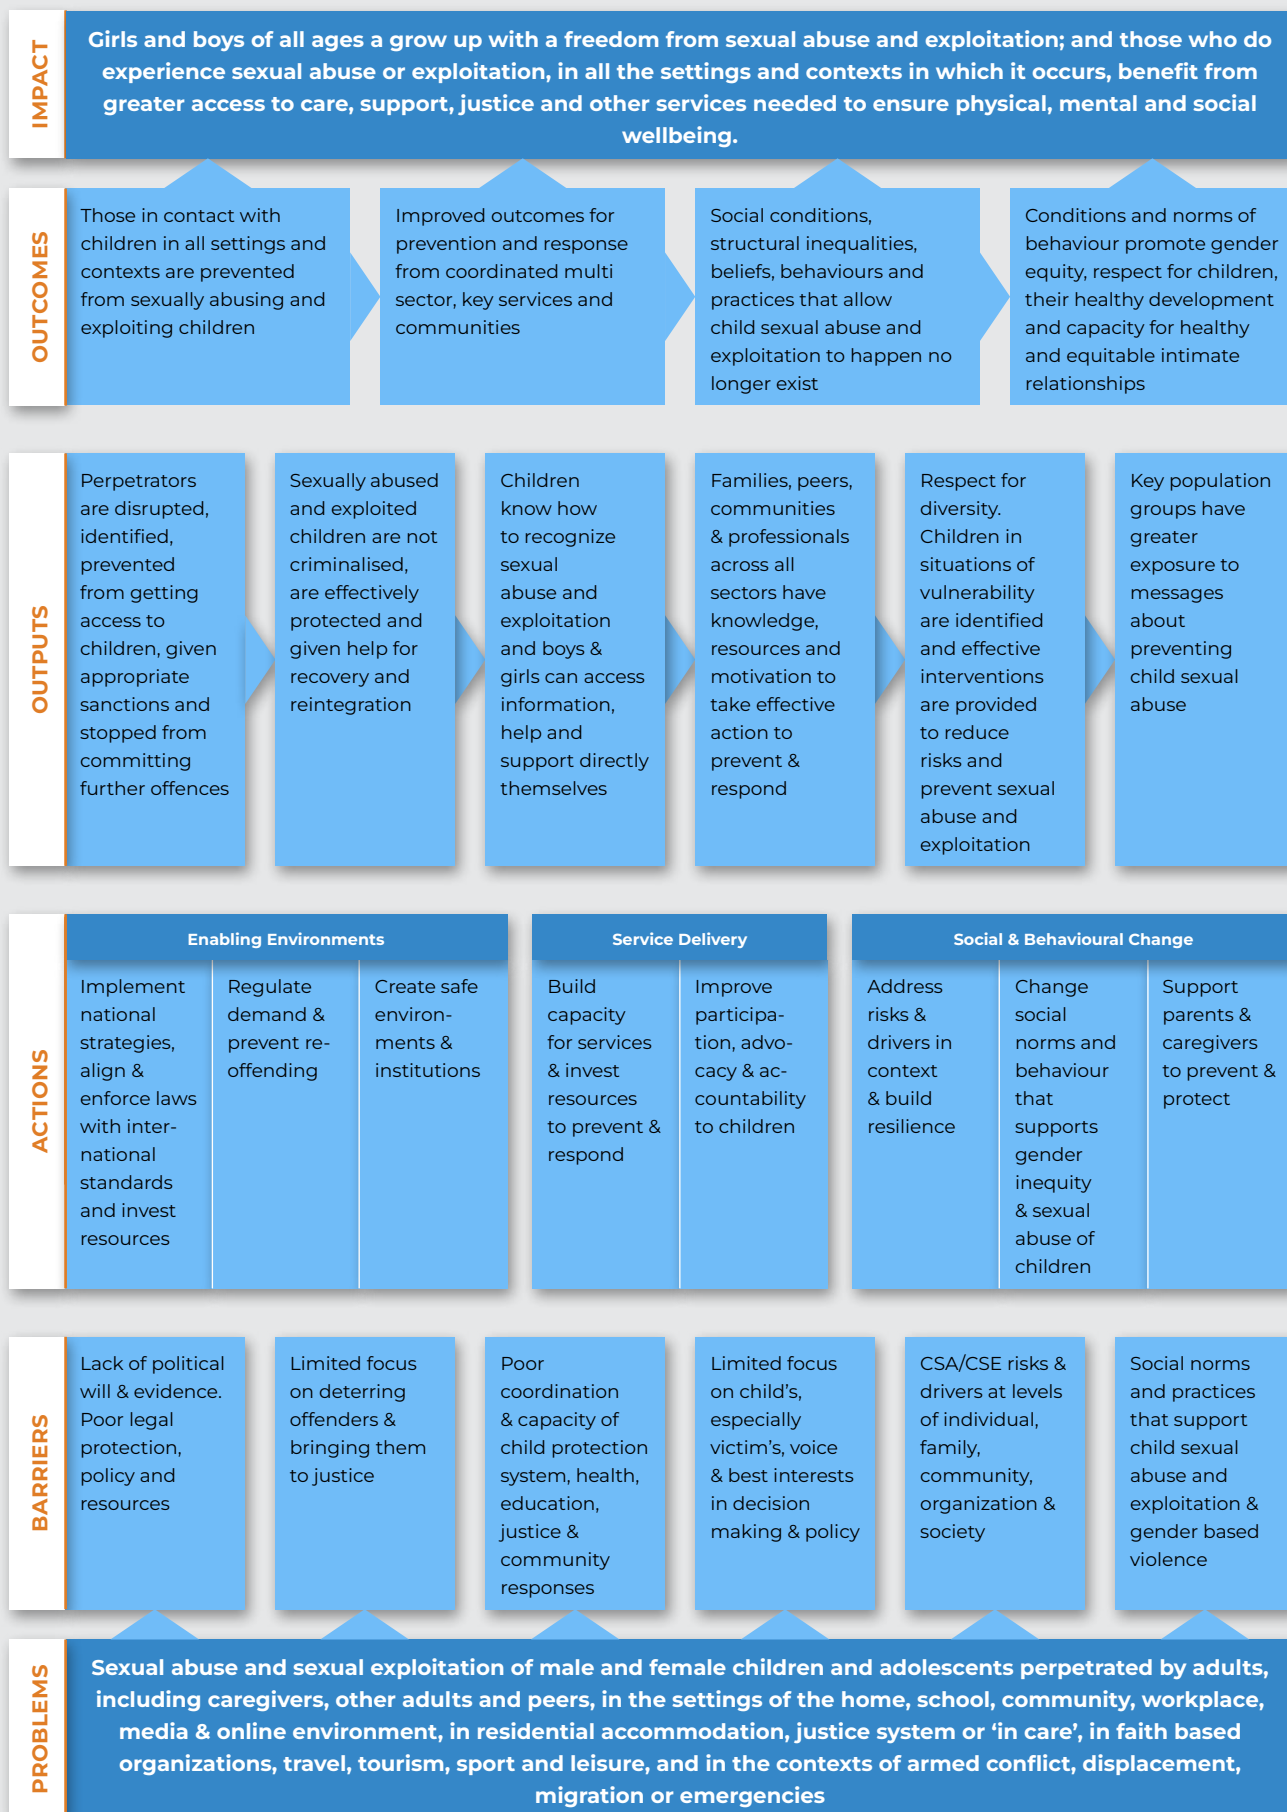 IMPACT
Girls and boys of all ages a grow up with a freedom from sexual abuse and exploitation; and those who do
experience sexual abuse or exploitation, in all the settings and contexts in which it occurs, benefit from
greater access to care, support, justice and other services needed to ensure physical, mental and social
wellbeing.
OUTCOMES
Those in contact with
children in all settings and
contexts are prevented
from sexually abusing and
exploiting children
Improved outcomes for
prevention and response
from coordinated multi
sector, key services and
communities
Social conditions,
structural inequalities,
beliefs, behaviours and
practices that allow
child sexual abuse and
exploitation to happen no
longer exist
Conditions and norms of
behaviour promote gender
equity, respect for children,
their healthy development
and capacity for healthy
and equitable intimate
relationships
OUTPUTS
Perpetrators
are disrupted,
identified,
prevented
from getting
access to
children, given
appropriate
sanctions and
stopped from
committing
further offences
Sexually abused
and exploited
children are not
criminalised,
are effectively
protected and
given help for
recovery and
reintegration
Children
know how
to recognize
sexual
abuse and
exploitation
and boys &
girls can access
information,
help and
support directly
themselves
Families, peers,
communities
& professionals
across all
sectors have
knowledge,
resources and
motivation to
take effective
action to
prevent &
respond
Respect for
diversity.
Children in
situations of
vulnerability
are identified
and effective
interventions
are provided
to reduce
risks and
prevent sexual
abuse and
exploitation
Key population
groups have
greater
exposure to
messages
about
preventing
child sexual
abuse
ACTIONS
Enabling Environments
Implement
national
strategies,
align &
enforce laws
with inter-
national
standards
and invest
resources
Regulate
demand &
prevent re-
offending
Create safe
environ-
ments &
institutions
Service Delivery
Build
capacity
for services
& invest
resources
to prevent &
respond
Improve
participa-
tion, advo-
cacy & ac-
countability
to children
Social & Behavioural Change
Address
risks &
drivers in
context
& build
resilience
Change
social
norms and
behaviour
that
supports
gender
inequity
& sexual
abuse of
children
Support
parents &
caregivers
to prevent &
protect
BARRIERS
Lack of political
will & evidence.
Poor legal
protection,
policy and
resources
Limited focus
on deterring
offenders &
bringing them
to justice
Poor
coordination
& capacity of
child protection
system, health,
education,
justice &
community
responses
Limited focus
on child's,
especially
victim's, voice
& best interests
in decision
making & policy
CSA/CSE risks &
drivers at levels
of individual,
family,
community,
organization &
society
Social norms
and practices
that support
child sexual
abuse and
exploitation &
gender based
violence
PROBLEMS
Sexual abuse and sexual exploitation of male and female children and adolescents perpetrated by adults,
including caregivers, other adults and peers, in the settings of the home, school, community, workplace,
media & online environment, in residential accommodation, justice system or ‘in care’, in faith based
organizations, travel, tourism, sport and leisure, and in the contexts of armed conflict, displacement,
migration or emergencies